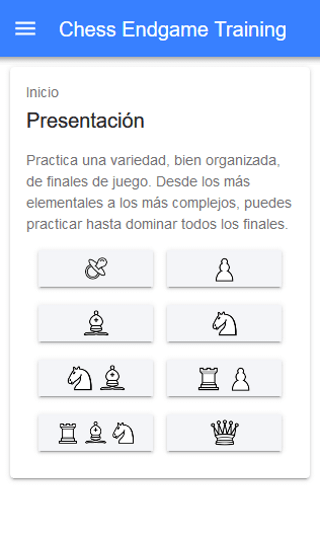 Chess Endgame Training
Inicio
Presentación
Practica una variedad, bien organizada,
de finales de juego. Desde los más
elementales a los más complejos, puedes
practicar hasta dominar todos los finales.